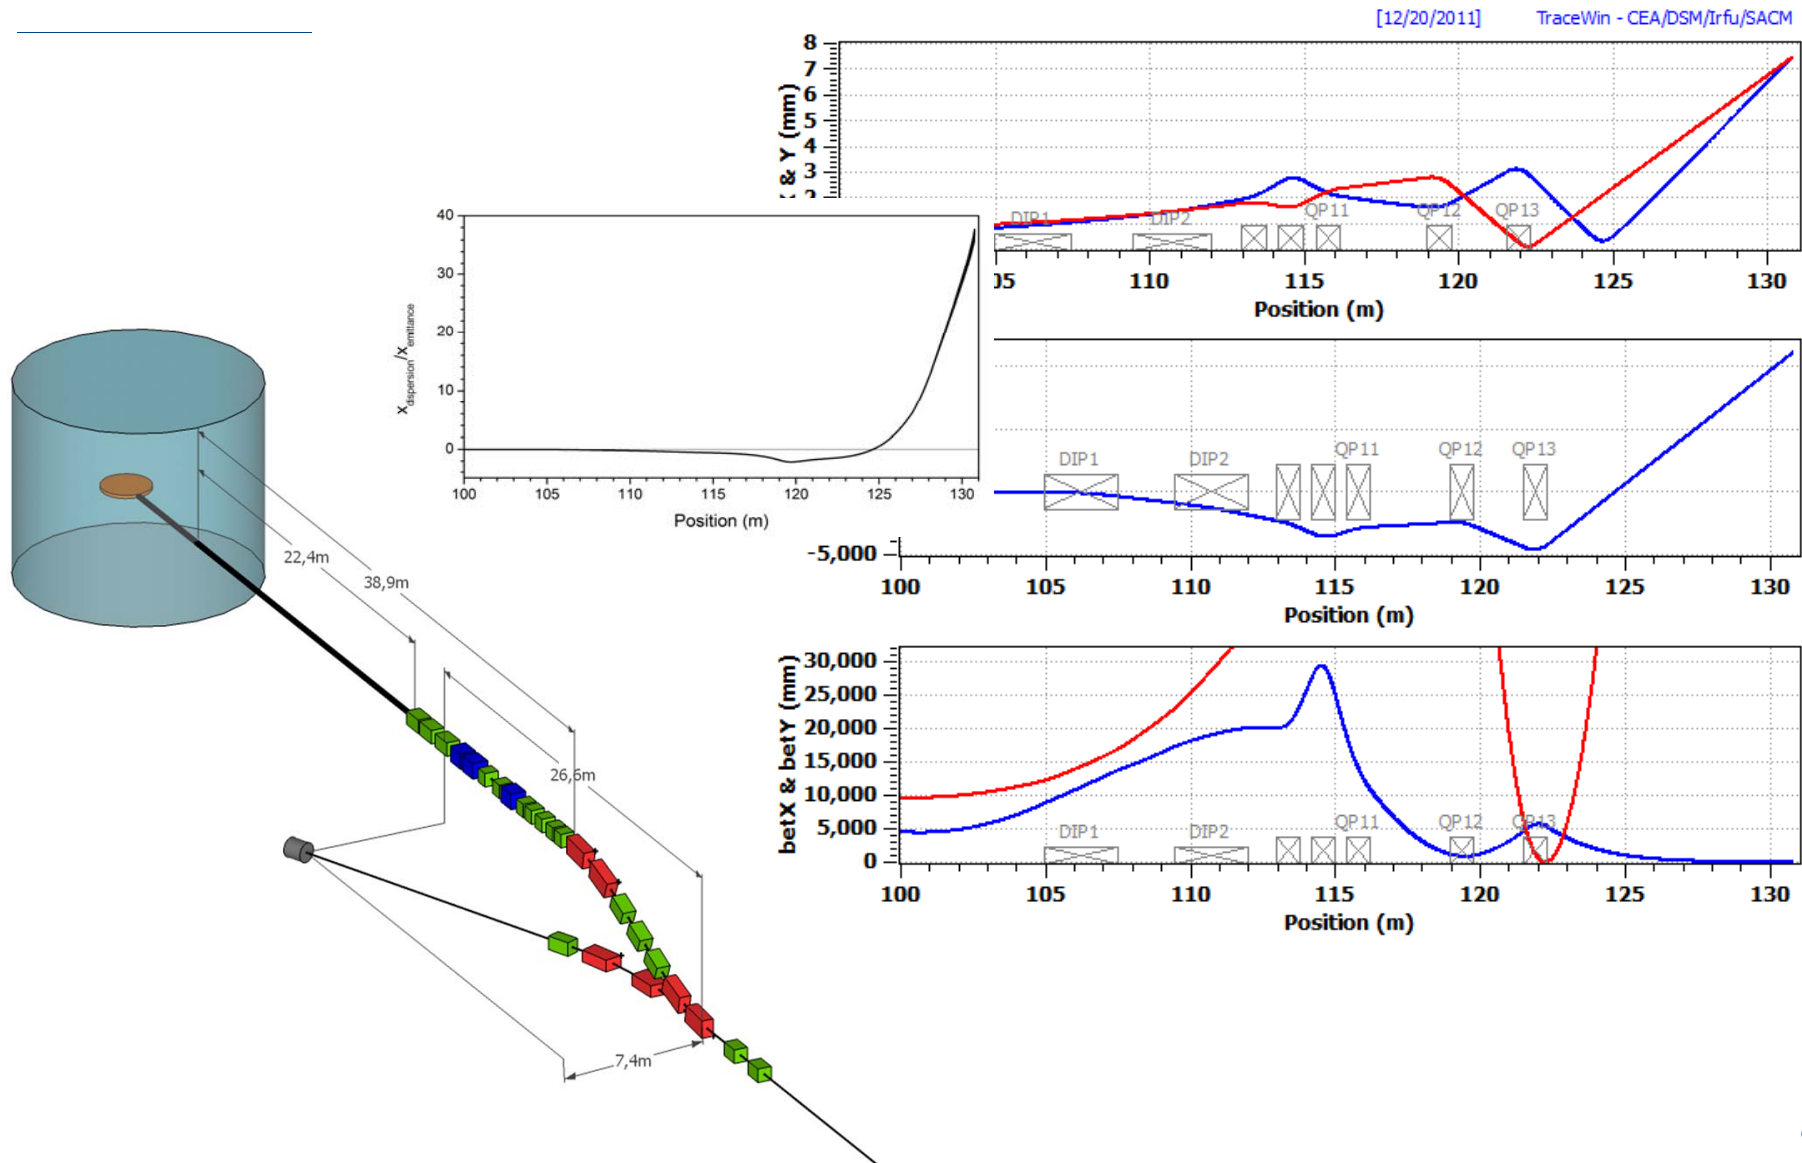 [12/20/2011] TraceWin - CEA/DSM/Irfu/SACM
8
7
6
5
4
3
2
& Y (mm)
DIP1 DIP2 QP11 QP12 QP13
05 110 115 120 125 130
Position (m)
40
30
20
10
0
Xdispersion/Xemittance
100 105 110 115 120 125 130
Position (m)
DIP1 DIP2 QP11 QP12 QP13
-5,000
100 105 110 115 120 125 130
Position (m)
30,000
25,000
20,000
15,000
10,000
5,000
0
betX & betY (mm)
DIP1 DIP2 QP11 QP12 QP13
100 105 110 115 120 125 130
Position (m)
22,4m
38,9m
26,6m
7,4m